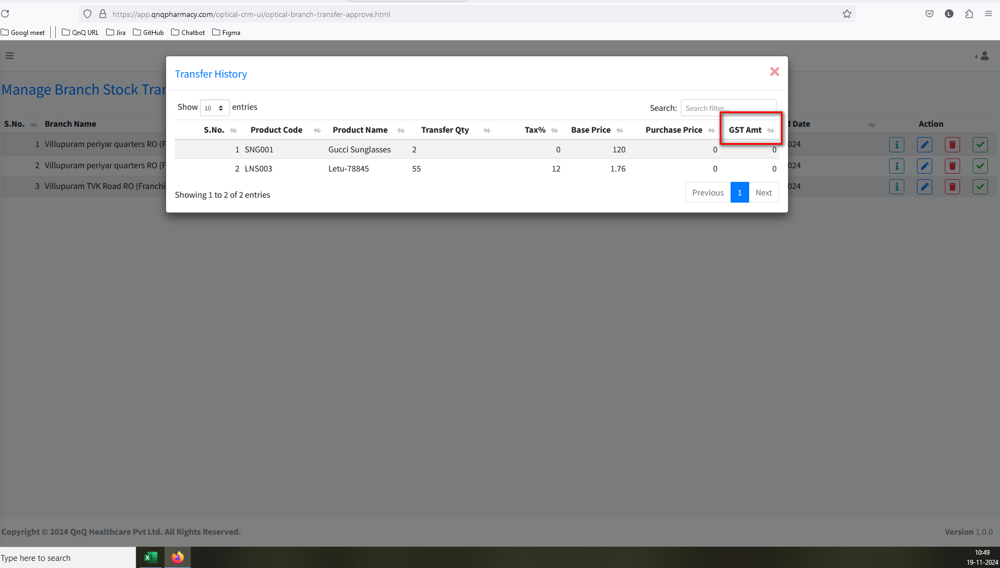 https://app.qnqpharmacy.com/optical-crm-ui/optical-branch-transfer-approve.html
L
Googl meet QnQ URL Jira GitHub Chatbot Figma
Transfer History
Manage Branch Stock Tran
Show 10 entries Search: Search filter...
S.No. Branch Name d Date Action
S.No. Product Code Product Name Transfer Qty Tax% Base Price Purchase Price GST Amt
1 Villupuram periyar quarters RO (F 024
1 SNG001 Gucci Sunglasses 2 0 120 0 0
2 Villupuram periyar quarters RO (F 024
2 LNS003 Letu-78845 55 12 1.76 0 0
3 Villupuram TVK Road RO (Franchis 024
Showing 1 to 2 of 2 entries Previous 1 Next
Copyright © 2024 QnQ Healthcare Pvt Ltd. All Rights Reserved. Version 1.0.0
Type here to search
10:49
19-11-2024